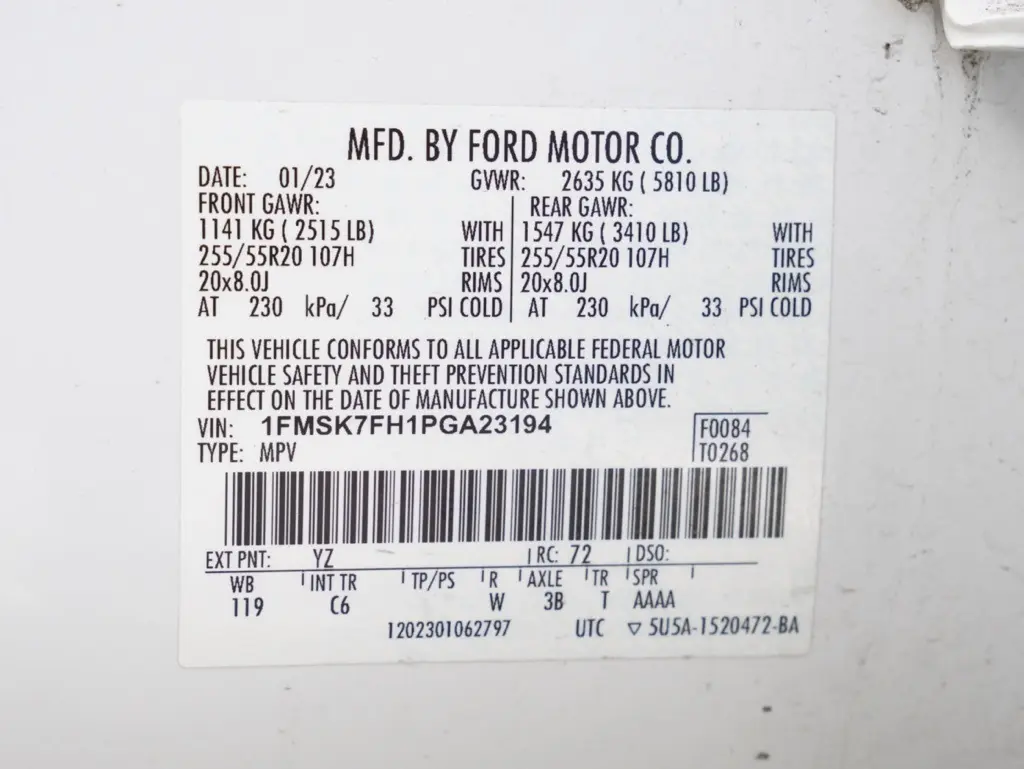 MFD. BY FORD MOTOR CO.
DATE: 01/23 GVWR: 2635 KG ( 5810 LB)
FRONT GAWR: REAR GAWR:
1141 KG ( 2515 LB) WITH 1547 KG ( 3410 LB) WITH
255/55R20 107H TIRES 255/55R20 107H TIRES
20x8.0J RIMS 20x8.0J RIMS
AT 230 kPa/ 33 PSI COLD AT 230 kPa/ 33 PSI COLD
THIS VEHICLE CONFORMS TO ALL APPLICABLE FEDERAL MOTOR
VEHICLE SAFETY AND THEFT PREVENTION STANDARDS IN
EFFECT ON THE DATE OF MANUFACTURE SHOWN ABOVE.
VIN: 1FMSK7FH1PGA23194 F0084
TYPE: MPV T0268
EXT PNT: YZ RC: 72 DSO:
WB INT TR TP/PS R AXLE TR SPR
119 C6 W 3B T AAAA
1202301062797 UTC ▽ 5U5A-1520472-BA